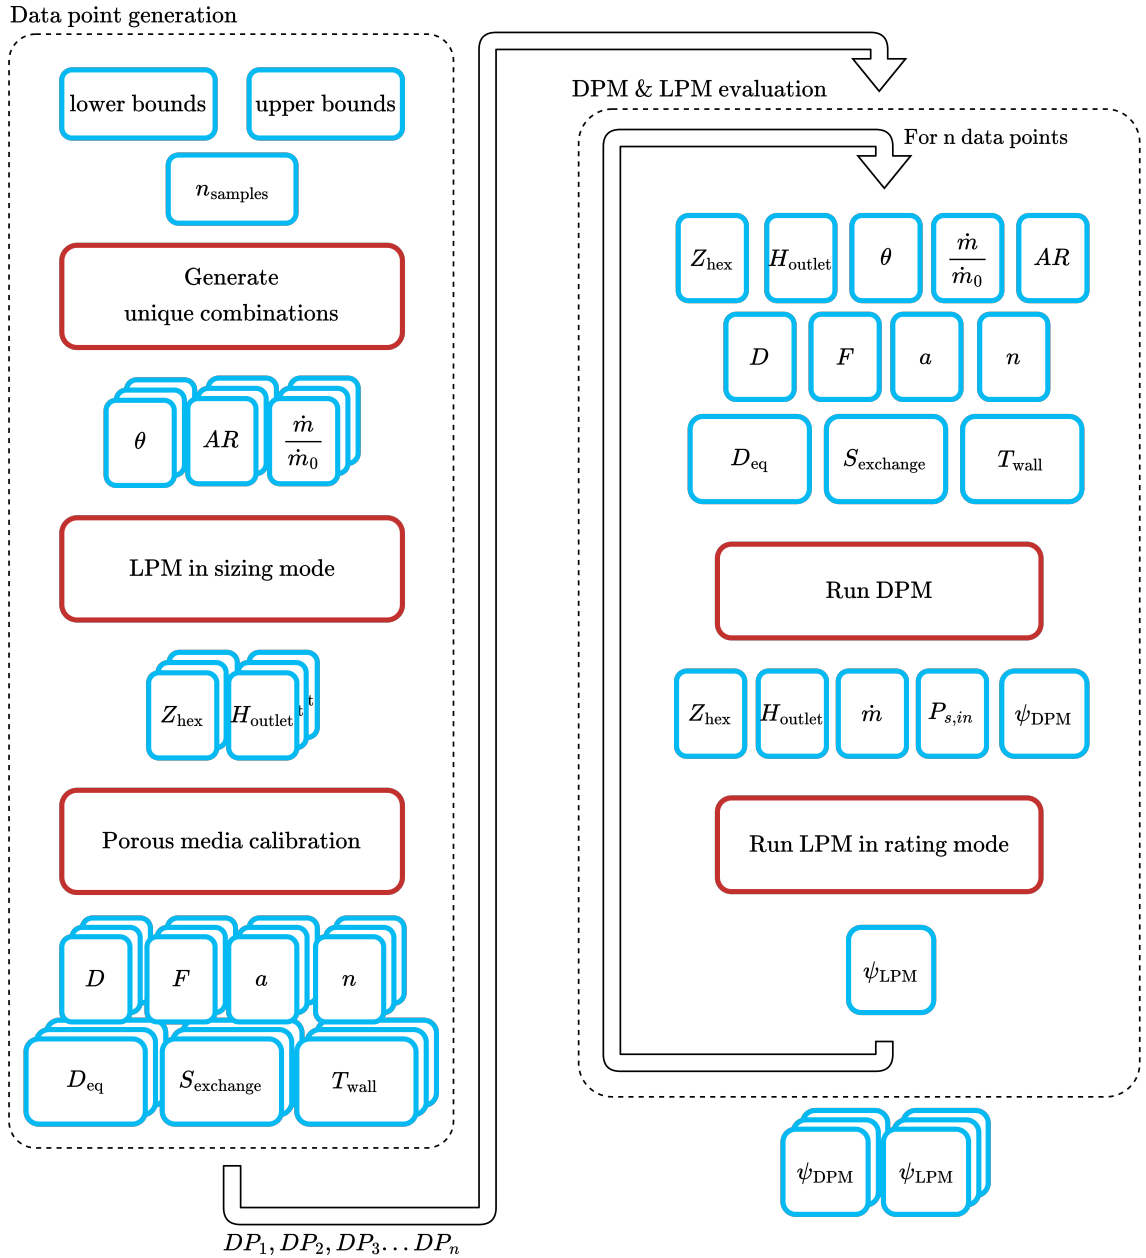 Data point generation
lower bounds
upper bounds
n_samples
Generate
unique combinations
θ
AR
ṁ
ṁ_0
LPM in sizing mode
Z_hex
H_outlet
t
t
Porous media calibration
D
F
a
n
D_eq
S_exchange
T_wall
DP_1, DP_2, DP_3...DP_n
DPM & LPM evaluation
For n data points
Z_hex
H_outlet
θ
ṁ
ṁ_0
AR
D
F
a
n
D_eq
S_exchange
T_wall
Run DPM
Z_hex
H_outlet
ṁ
P_s,in
ψ_DPM
Run LPM in rating mode
ψ_LPM
ψ_DPM
ψ_LPM